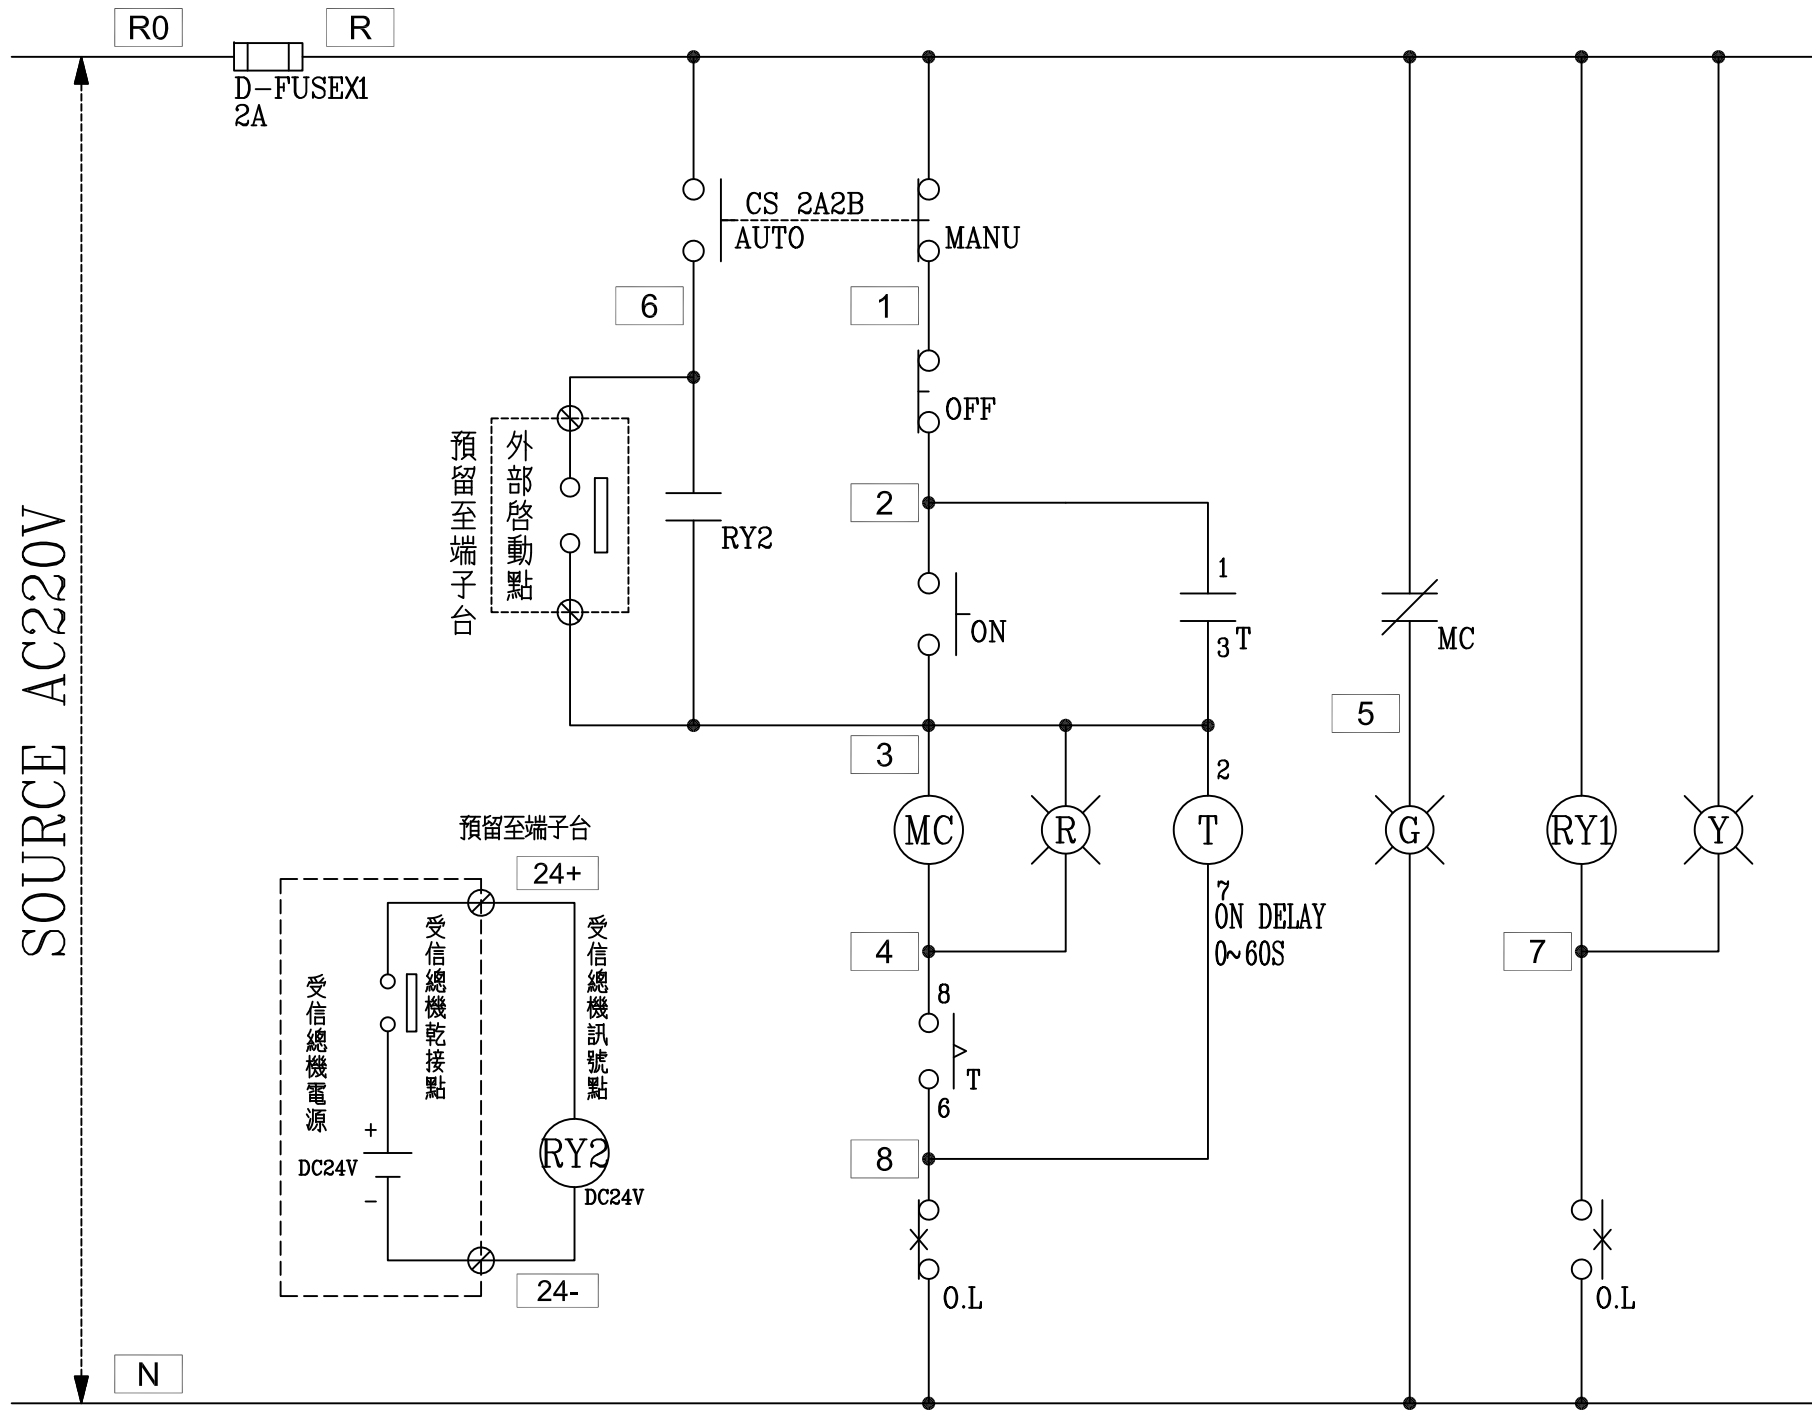 R0
R
D-FUSEX1
2A
CS 2A2B
AUTO
MANU
6
1
OFF
預留至端子台
外部啓動點
2
RY2
1
ON
3
T
MC
5
3
2
SOURCE AC220V
MC
R
T
G
RY1
Y
預留至端子台
24+
7
ON DELAY
0~60S
4
7
受信總機電源
受信總機乾接點
受信總機訊號點
8
T
6
+
DC24V
-
RY2
DC24V
8
24-
O.L
O.L
N